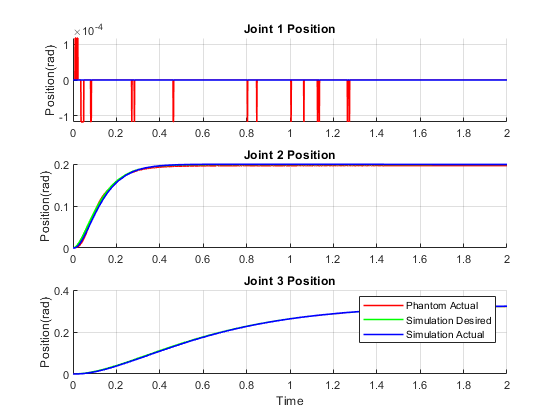 Joint 1 Position
×10⁻⁴
Position(rad)
1
0
-1
0 0.2 0.4 0.6 0.8 1 1.2 1.4 1.6 1.8 2
Joint 2 Position
Position(rad)
0.2
0.1
0
0 0.2 0.4 0.6 0.8 1 1.2 1.4 1.6 1.8 2
Joint 3 Position
Position(rad)
0.4
0.2
0
0 0.2 0.4 0.6 0.8 1 1.2 1.4 1.6 1.8 2
Time
Phantom Actual
Simulation Desired
Simulation Actual